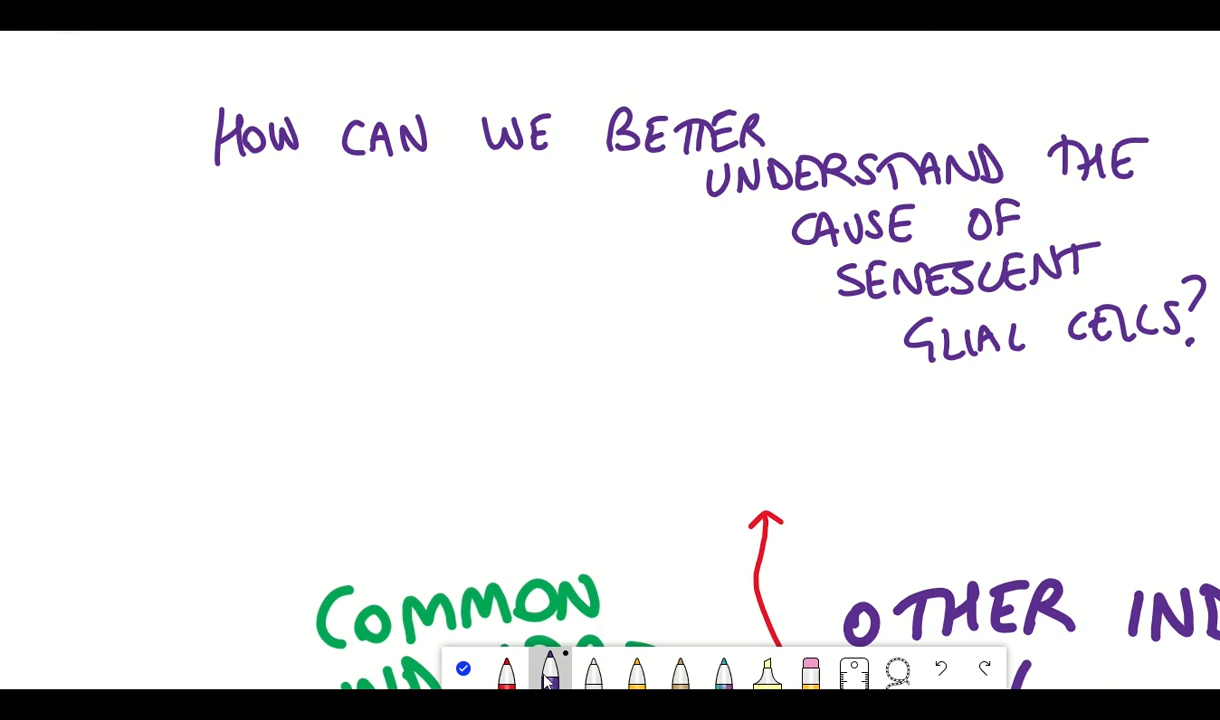 HOW CAN WE BETTER
UNDERSTAND THE
CAUSE OF
SENESCENT
GLIAL CELLS?
COMMON
OTHER IND